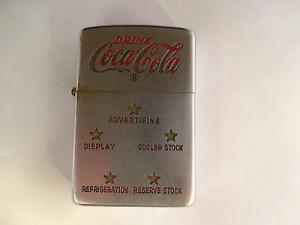 DRINK
Coca-Cola
®
ADVERTISING
DISPLAY COOLER STOCK
REFRIGERATION RESERVE STOCK